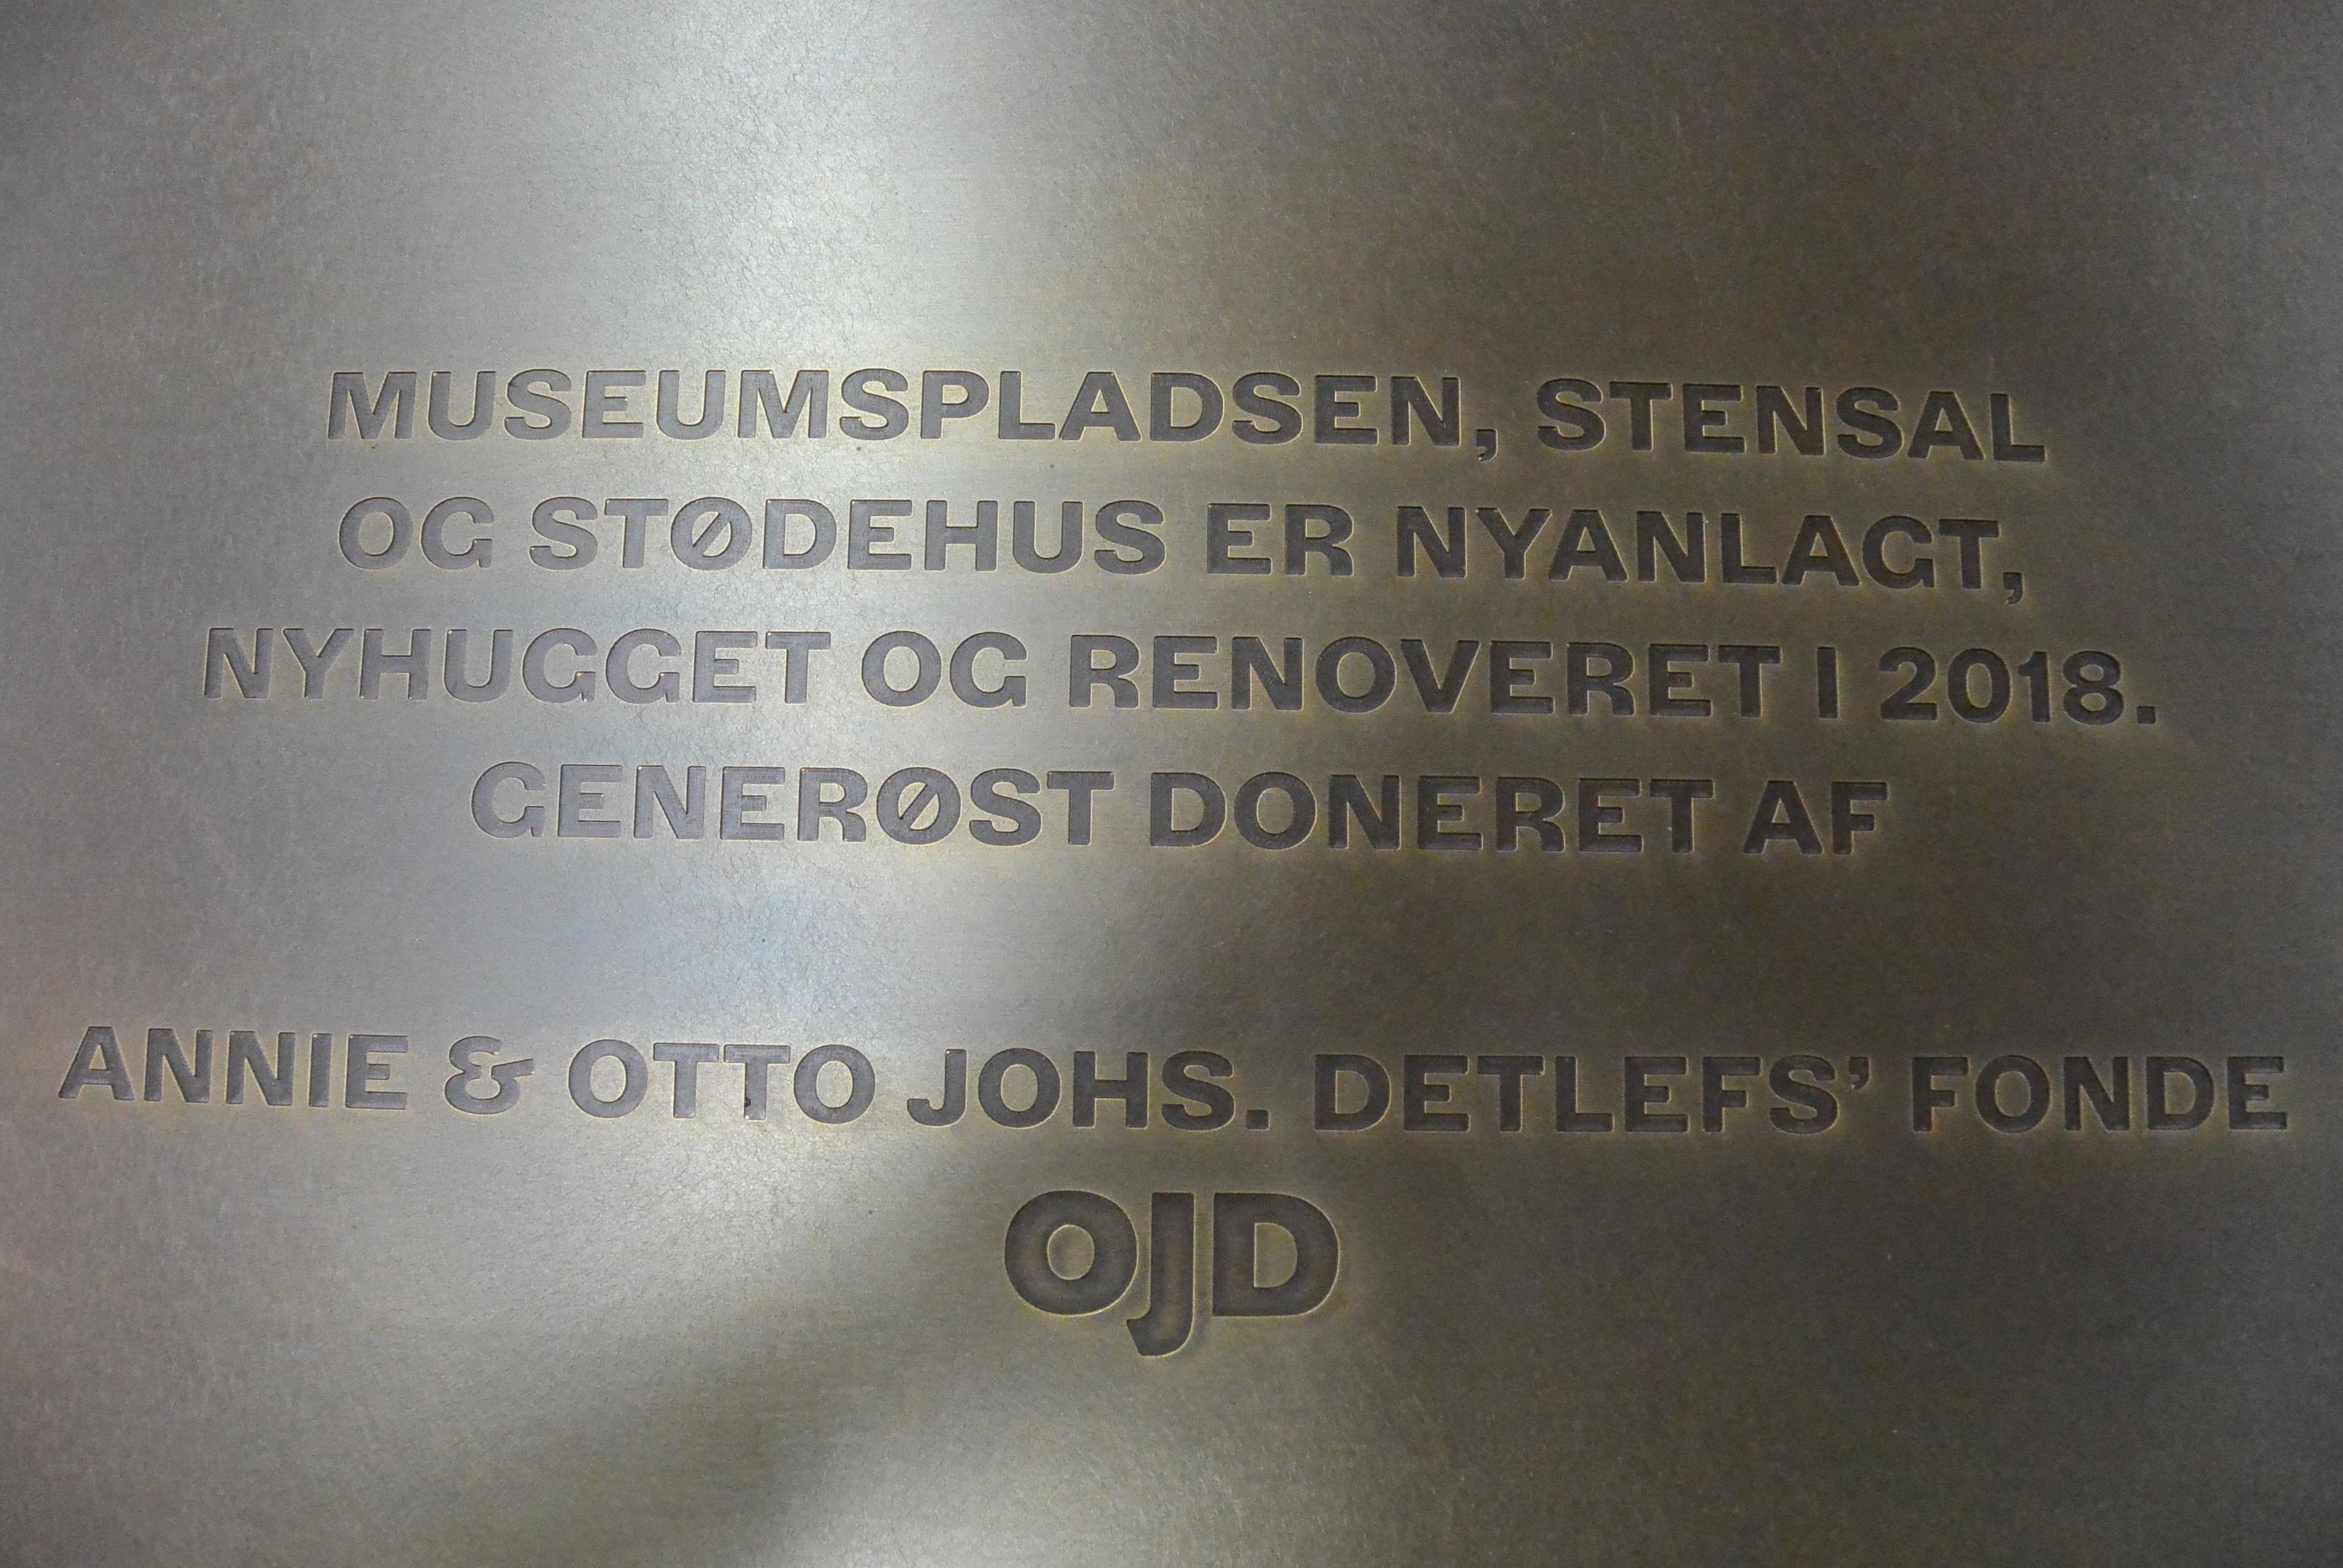 MUSEUMSPLADSEN, STENSAL
OG STØDEHUS ER NYANLAGT,
NYHUGGET OG RENOVERET I 2018.
GENERØST DONERET AF
ANNIE & OTTO JOHS. DETLEFS’ FONDE
OJD